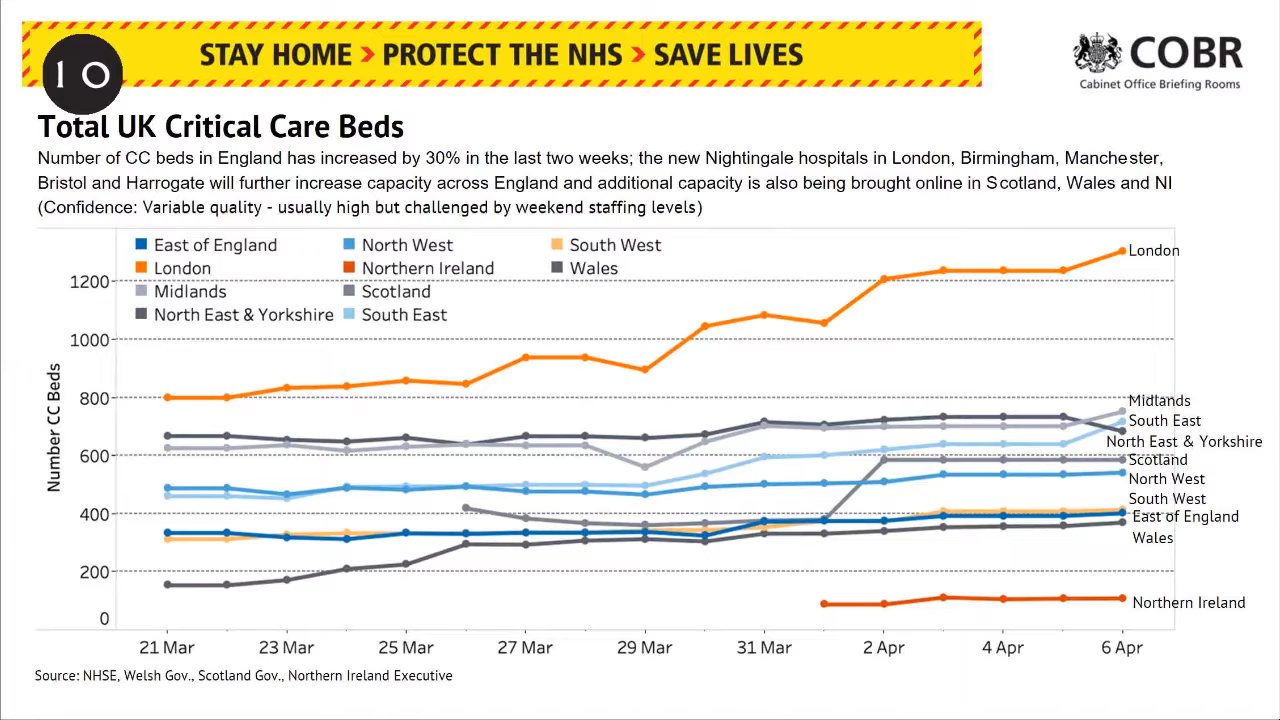 STAY HOME > PROTECT THE NHS > SAVE LIVES
COBR
Cabinet Office Briefing Rooms
10
Total UK Critical Care Beds
Number of CC beds in England has increased by 30% in the last two weeks; the new Nightingale hospitals in London, Birmingham, Manchester,
Bristol and Harrogate will further increase capacity across England and additional capacity is also being brought online in Scotland, Wales and NI
(Confidence: Variable quality - usually high but challenged by weekend staffing levels)
East of England North West South West
London Northern Ireland Wales
Midlands Scotland
North East & Yorkshire South East
Number CC Beds
1200
1000
800
600
400
200
0
London
Midlands
South East
North East & Yorkshire
Scotland
North West
South West
East of England
Wales
Northern Ireland
21 Mar 23 Mar 25 Mar 27 Mar 29 Mar 31 Mar 2 Apr 4 Apr 6 Apr
Source: NHSE, Welsh Gov., Scotland Gov., Northern Ireland Executive